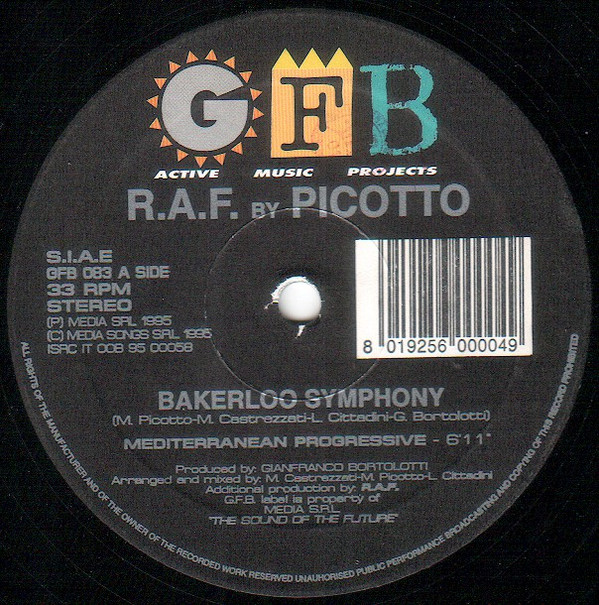 GFB
ACTIVE MUSIC PROJECTS
R.A.F. BY PICOTTO
S.I.A.E
GFB 083 A SIDE
33 RPM
STEREO
(P) MEDIA SRL 1995
(C) MEDIA SONGS SRL 1995
ISRC IT 00B 95 00058
8 019256 000049
BAKERLOO SYMPHONY
(M. Picotto-M. Castrezzati-L. Cittadini-G. Bortolotti)
MEDITERRANEAN PROGRESSIVE - 6'11"
Produced by: GIANFRANCO BORTOLOTTI
Arranged and mixed by: M. Castrezzati-M. Picotto-L. Cittadini
Additional production by: R.A.F.
G.F.B. label is property of
MEDIA S.R.L
"THE SOUND OF THE FUTURE"
ALL RIGHTS OF THE MANUFACTURER AND OF THE OWNER OF THE RECORDED WORK RESERVED UNAUHORISED PUBLIC PERFORMANCE BROADCASTING AND COPYING OF THIS RECORD PROHIBITED